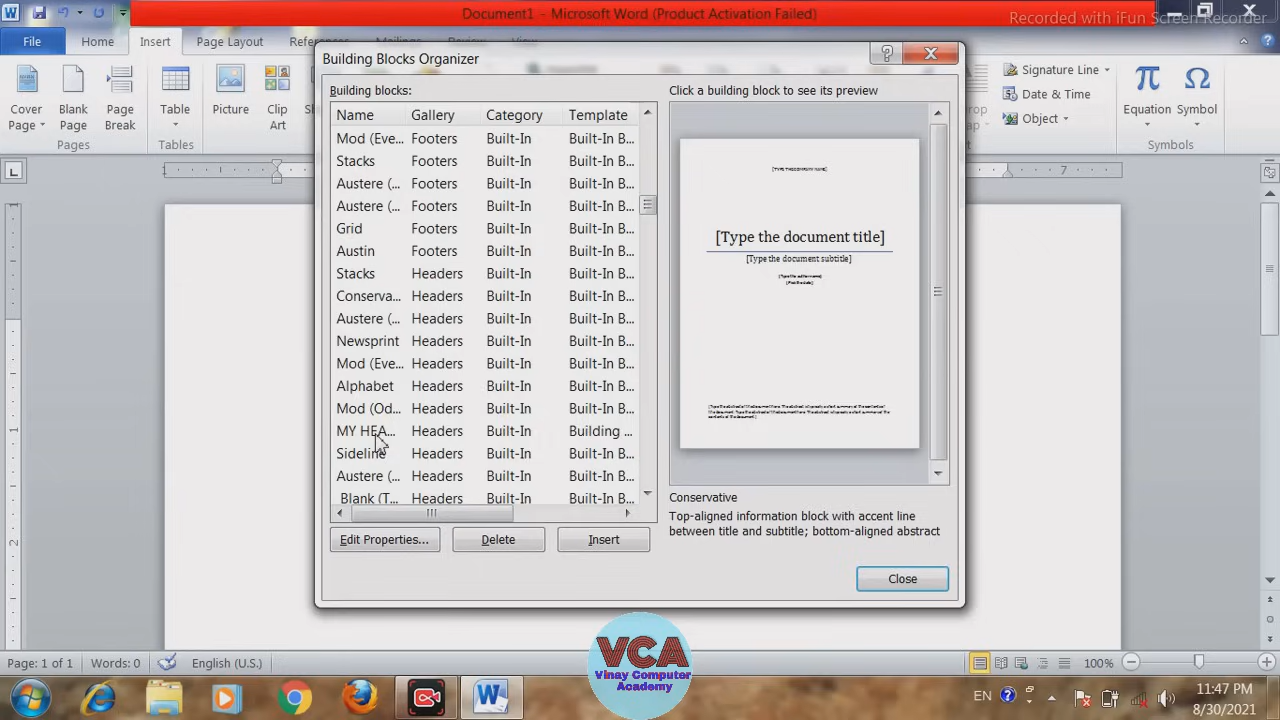 Document1 - Microsoft Word (Product Activation Failed)
Recorded with iFun Screen Recorder
File Home Insert Page Layout References
Cover Page
Blank Page
Page Break
Pages
Table
Tables
Picture
Clip Art
Signature Line
Date & Time
Object
Equation
Symbol
Symbols
Building Blocks Organizer
Building blocks:
Click a building block to see its preview
Name Gallery Category Template
Mod (Eve... Footers Built-In Built-In B...
Stacks Footers Built-In Built-In B...
Austere (... Footers Built-In Built-In B...
Austere (... Footers Built-In Built-In B...
Grid Footers Built-In Built-In B...
Austin Footers Built-In Built-In B...
Stacks Headers Built-In Built-In B...
Conserva... Headers Built-In Built-In B...
Austere (... Headers Built-In Built-In B...
Newsprint Headers Built-In Built-In B...
Mod (Eve... Headers Built-In Built-In B...
Alphabet Headers Built-In Built-In B...
Mod (Od... Headers Built-In Built-In B...
MY HEA... Headers Built-In Building ...
Sideline Headers Built-In Built-In B...
Austere (... Headers Built-In Built-In B...
Blank (T... Headers Built-In Built-In B...
[Type the document title]
[Type the document subtitle]
Conservative
Top-aligned information block with accent line
between title and subtitle; bottom-aligned abstract
Edit Properties... Delete Insert
Close
1
7
2
Page: 1 of 1 Words: 0 English (U.S.)
100%
VCA
Vinay Computer
Academy
EN
11:47 PM
8/30/2021